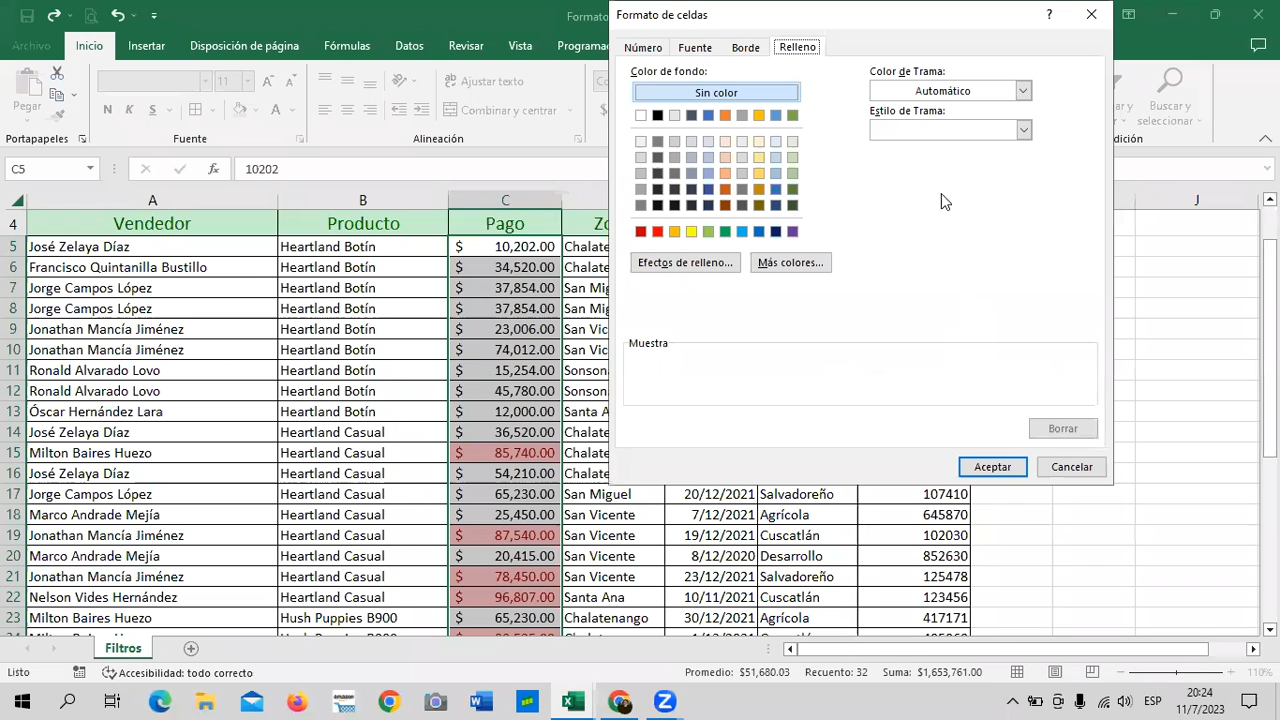 Formato
Formato de celdas
?
Archivo
Inicio
Insertar
Disposición de página
Fórmulas
Datos
Revisar
Vista
Programa
Número
Fuente
Borde
Relleno
Color de fondo:
Sin color
Color de Trama:
Automático
Estilo de Trama:
Efectos de relleno...
Más colores...
Muestra
Borrar
Aceptar
Cancelar
Pegar
11
Ajustar texto
Combinar y centrar
Buscar y
seleccionar
Portapapeles
Fuente
Alineación
dición
C5
fx
10202
A B C J
4 Vendedor Producto Pago Zo
5 José Zelaya Díaz Heartland Botín $ 10,202.00 Chalate
6 Francisco Quintanilla Bustillo Heartland Botín $ 34,520.00 Chalate
7 Jorge Campos López Heartland Botín $ 37,854.00 San Mig
8 Jorge Campos López Heartland Botín $ 37,854.00 San Mig
9 Jonathan Mancía Jiménez Heartland Botín $ 23,006.00 San Vic
10 Jonathan Mancía Jiménez Heartland Botín $ 74,012.00 San Vic
11 Ronald Alvarado Lovo Heartland Botín $ 15,254.00 Sonson
12 Ronald Alvarado Lovo Heartland Botín $ 45,780.00 Sonson
13 Óscar Hernández Lara Heartland Botín $ 12,000.00 Santa A
14 José Zelaya Díaz Heartland Casual $ 36,520.00 Chalate
15 Milton Baires Huezo Heartland Casual $ 85,740.00 Chalate
16 José Zelaya Díaz Heartland Casual $ 54,210.00 Chalate
17 Jorge Campos López Heartland Casual $ 65,230.00 San Miguel 20/12/2021 Salvadoreño 107410
18 Marco Andrade Mejía Heartland Casual $ 25,450.00 San Vicente 7/12/2021 Agrícola 645870
19 Jonathan Mancía Jiménez Heartland Casual $ 87,540.00 San Vicente 19/12/2021 Cuscatlán 102030
20 Marco Andrade Mejía Heartland Casual $ 20,415.00 San Vicente 8/12/2020 Desarrollo 852630
21 Jonathan Mancía Jiménez Heartland Casual $ 78,450.00 San Vicente 23/12/2021 Salvadoreño 125478
22 Nelson Vides Hernández Heartland Casual $ 96,807.00 Santa Ana 10/11/2021 Cuscatlán 123456
23 Milton Baires Huezo Hush Puppies B900 $ 65,230.00 Chalatenango 30/12/2021 Agrícola 417171
Filtros
Listo
Accesibilidad: todo correcto
Promedio: $51,680.03
Recuento: 32
Suma: $1,653,761.00
110%
ESP
20:24
11/7/2023